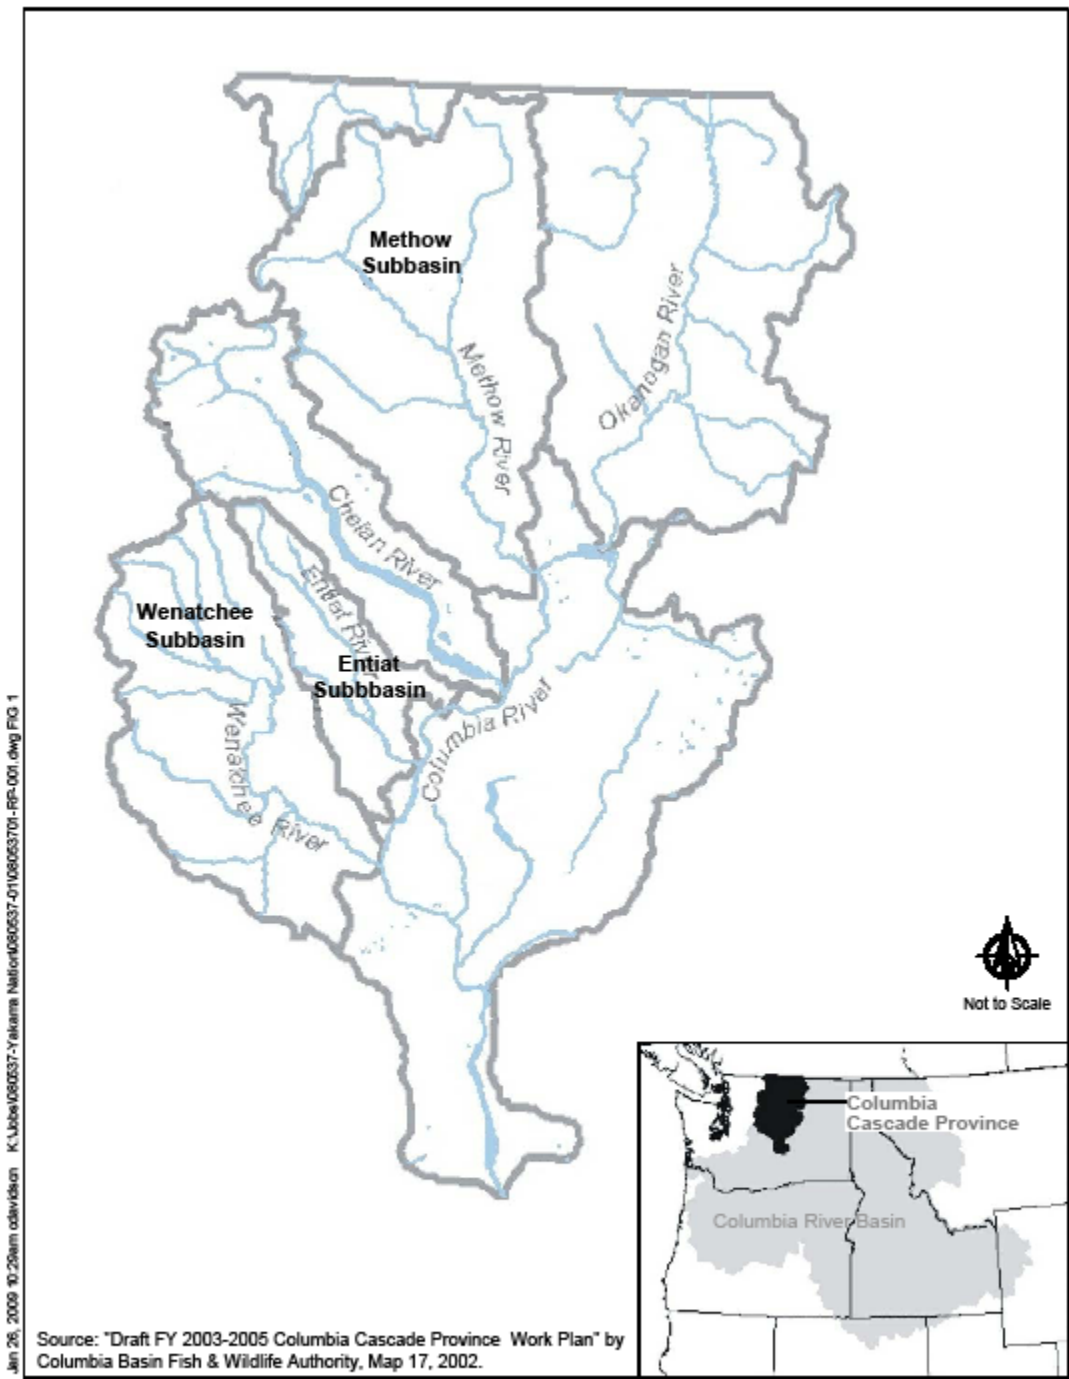 Methow
Subbasin
Methow River
Okanogan River
Chelan River
Entiat River
Wenatchee
Subbasin
Entiat
Subbbasin
Columbia River
Wenatchee River
Not to Scale
Columbia
Cascade Province
Columbia River Basin
Source: "Draft FY 2003-2005 Columbia Cascade Province Work Plan" by
Columbia Basin Fish & Wildlife Authority, Map 17, 2002.
Jan 26, 2009 10:29am cdavidson K:\Jobs\080537-Yakama Nation\080537-01\08053701-RP-001.dwg FIG 1